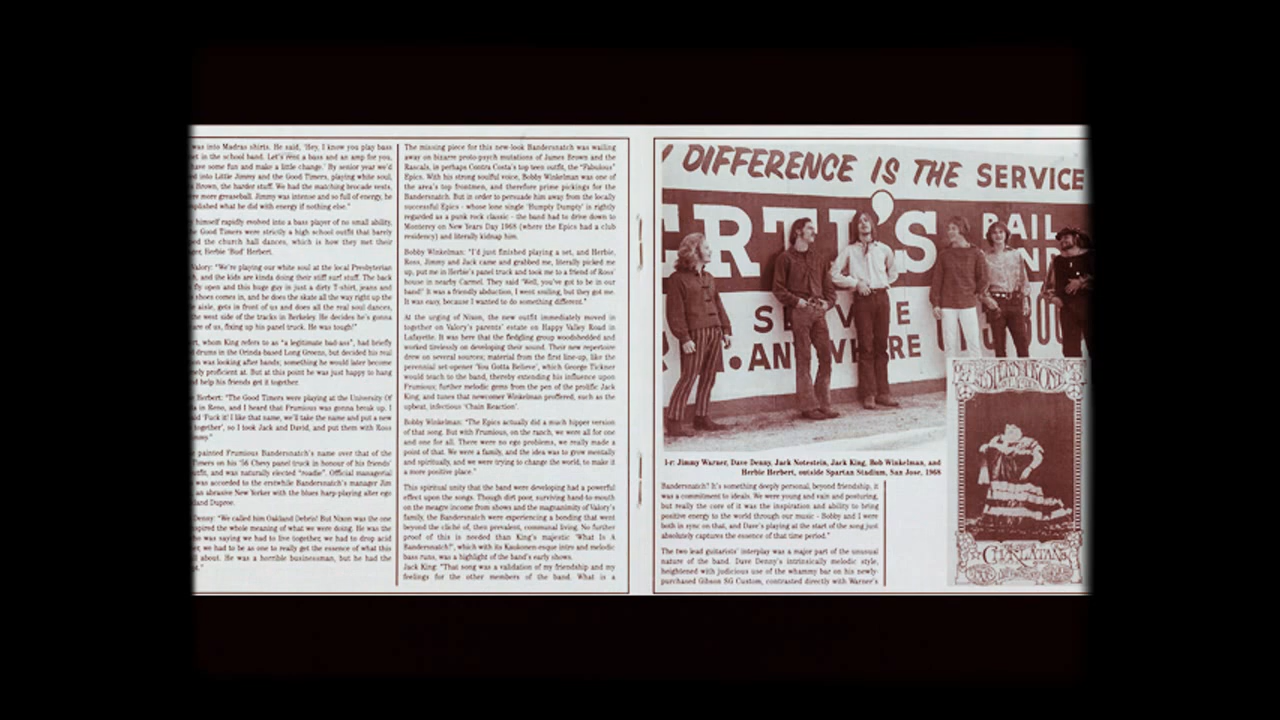 was into Madras shirts. He said, 'Hey, I know you play bass
et in the school band. Let's rent a bass and an amp for you,
have some fun and make a little change.' By senior year we'd
ed into Little Jimmy and the Good Timers, playing white soul,
s Brown, the harder stuff. We had the matching brocade vests,
re more greaseball. Jimmy was intense and so full of energy, he
plished what he did with energy if nothing else."
himself rapidly evolved into a bass player of no small ability,
he Good Timers were strictly a high school outfit that barely
ed the church hall dances, which is how they met their
ger, Herbie 'Bud' Herbert.
Valory: "We're playing our white soul at the local Presbyterian
h, and the kids are kinda doing their stiff surf stuff. The back
fly open and this huge guy in just a dirty T-shirt, jeans and
shoes comes in, and he does the skate all the way right up the
aisle, gets in front of us and does all the real soul dances,
the west side of the tracks in Berkeley. He decides he's gonna
are of us, fixing up his panel truck. He was tough!"
rt, whom King refers to as "a legitimate bad-ass", had briefly
d drums in the Orinda-based Long Greens, but decided his real
on was looking after bands; something he would later become
nely proficient at. But at this point he was just happy to hang
d help his friends get it together.
Herbert: "The Good Timers were playing at the University Of
a in Reno, and I heard that Frumious was gonna break up. I
id 'Fuck it! I like that name, we'll take the name and put a new
together', so I took Jack and David, and put them with Ross
mmy."
e painted Frumious Bandersnatch's name over that of the
Timers on his '56 Chevy panel truck in honour of his friends'
utfit, and was naturally elected "roadie". Official managerial
was accorded to the erstwhile Bandersnatch's manager Jim
an abrasive New Yorker with the blues harp-playing alter ego
land Duproe.
Denny: "We called him Oakland Debris! But Nixon was the one
spired the whole meaning of what we were doing. He was the
ho was saying we had to live together, we had to drop acid
er, we had to be as one to really get the essence of what this
ll about. He was a horrible businessman, but he had the
The missing piece for this new-look Bandersnatch was wailing
away on bizarre proto-psych mutations of James Brown and the
Rascals, in perhaps Contra Costa's top teen outfit, the "Fabulous"
Epics. With his strong soulful voice, Bobby Winkelman was one of
the area's top frontmen, and therefore prime pickings for the
Bandersnatch. But in order to persuade him away from the locally
successful Epics - whose lone single 'Humpty Dumpty' is rightly
regarded as a punk rock classic - the band had to drive down to
Monterey on New Years Day 1968 (where the Epics had a club
residency) and literally kidnap him.
Bobby Winkelman: "I'd just finished playing a set, and Herbie,
Ross, Jimmy and Jack came and grabbed me, literally picked me
up, put me in Herbie's panel truck and took me to a friend of Ross'
house in nearby Carmel. They said 'Well, you've got to be in our
band!' It was a friendly abduction, I went smiling, but they got me.
It was easy, because I wanted to do something different."
At the urging of Nixon, the new outfit immediately moved in
together on Valory's parents' estate on Happy Valley Road in
Lafayette. It was here that the fledgling group woodshedded and
worked tirelessly on developing their sound. Their new repertoire
drew on several sources; material from the first line-up, like the
perennial set-opener 'You Gotta Believe', which George Tickner
would teach to the band, thereby extending his influence upon
Frumious; further melodic gems from the pen of the prolific Jack
King, and tunes that newcomer Winkelman proffered, such as the
upbeat, infectious 'Chain Reaction'.
Bobby Winkelman: "The Epics actually did a much hipper version
of that song. But with Frumious, on the ranch, we were all for one
and one for all. There were no ego problems, we really made a
point of that. We were a family, and the idea was to grow mentally
and spiritually, and we were trying to change the world, to make it
a more positive place."
This spiritual unity that the band were developing had a powerful
effect upon the songs. Though dirt poor, surviving hand-to-mouth
on the meagre income from shows and the magnanimity of Valory's
family, the Bandersnatch were experiencing a bonding that went
beyond the cliché of, then prevalent, communal living. No further
proof of this is needed than King's majestic 'What Is A
Bandersnatch?', which with its Kaukonen-esque intro and melodic
bass runs, was a highlight of the band's early shows.
Jack King: "That song was a validation of my friendship and my
feelings for the other members of the band. What is a
DIFFERENCE IS THE SERVICE
ERTI'S
RAIL
SERVICE
ANYWHERE
l-r: Jimmy Warner, Dave Denny, Jack Notestein, Jack King, Bob Winkelman, and
Herbie Herbert, outside Spartan Stadium, San Jose, 1968
Bandersnatch? It's something deeply personal, beyond friendship, it
was a commitment to ideals. We were young and vain and posturing,
but really the core of it was the inspiration and ability to bring
positive energy to the world through our music - Bobby and I were
both in sync on that, and Dave's playing at the start of the song just
absolutely captures the essence of that time period."
The two lead guitarists' interplay was a major part of the unusual
nature of the band. Dave Denny's intrinsically melodic style,
heightened with judicious use of the whammy bar on his newly-
purchased Gibson SG Custom, contrasted directly with Warner's
CHARLATANS